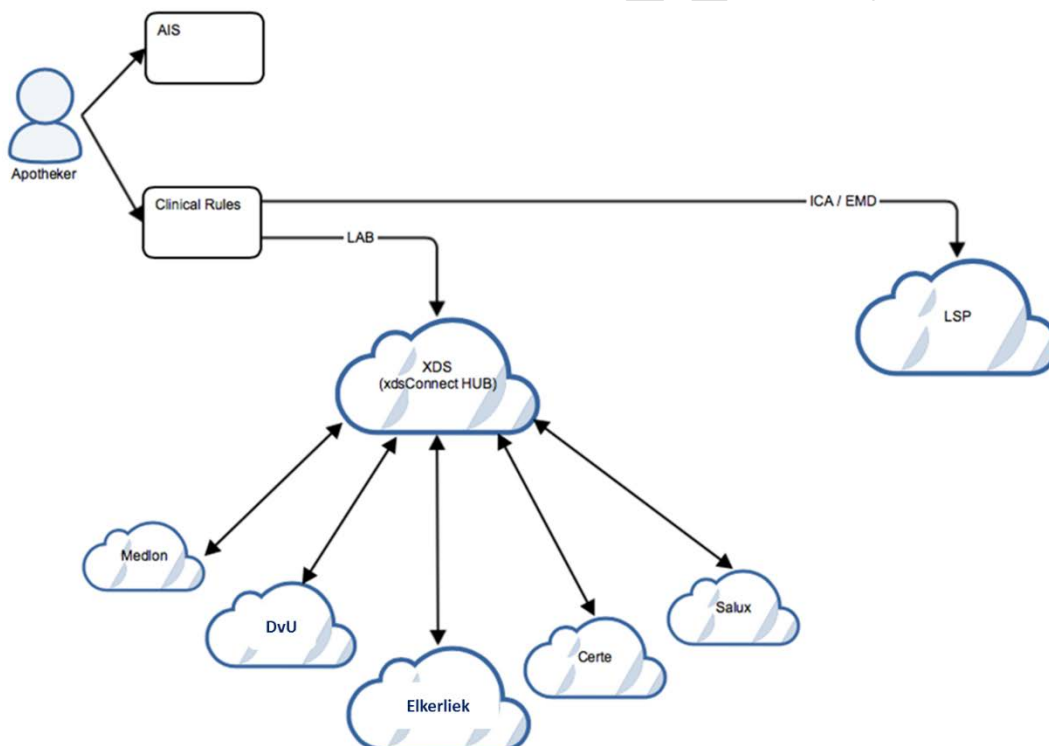 AIS
Apotheker
Clinical Rules
ICA / EMD
LAB
LSP
XDS
(xdsConnect HUB)
Medlon
DvU
Elkerliek
Certe
Salux